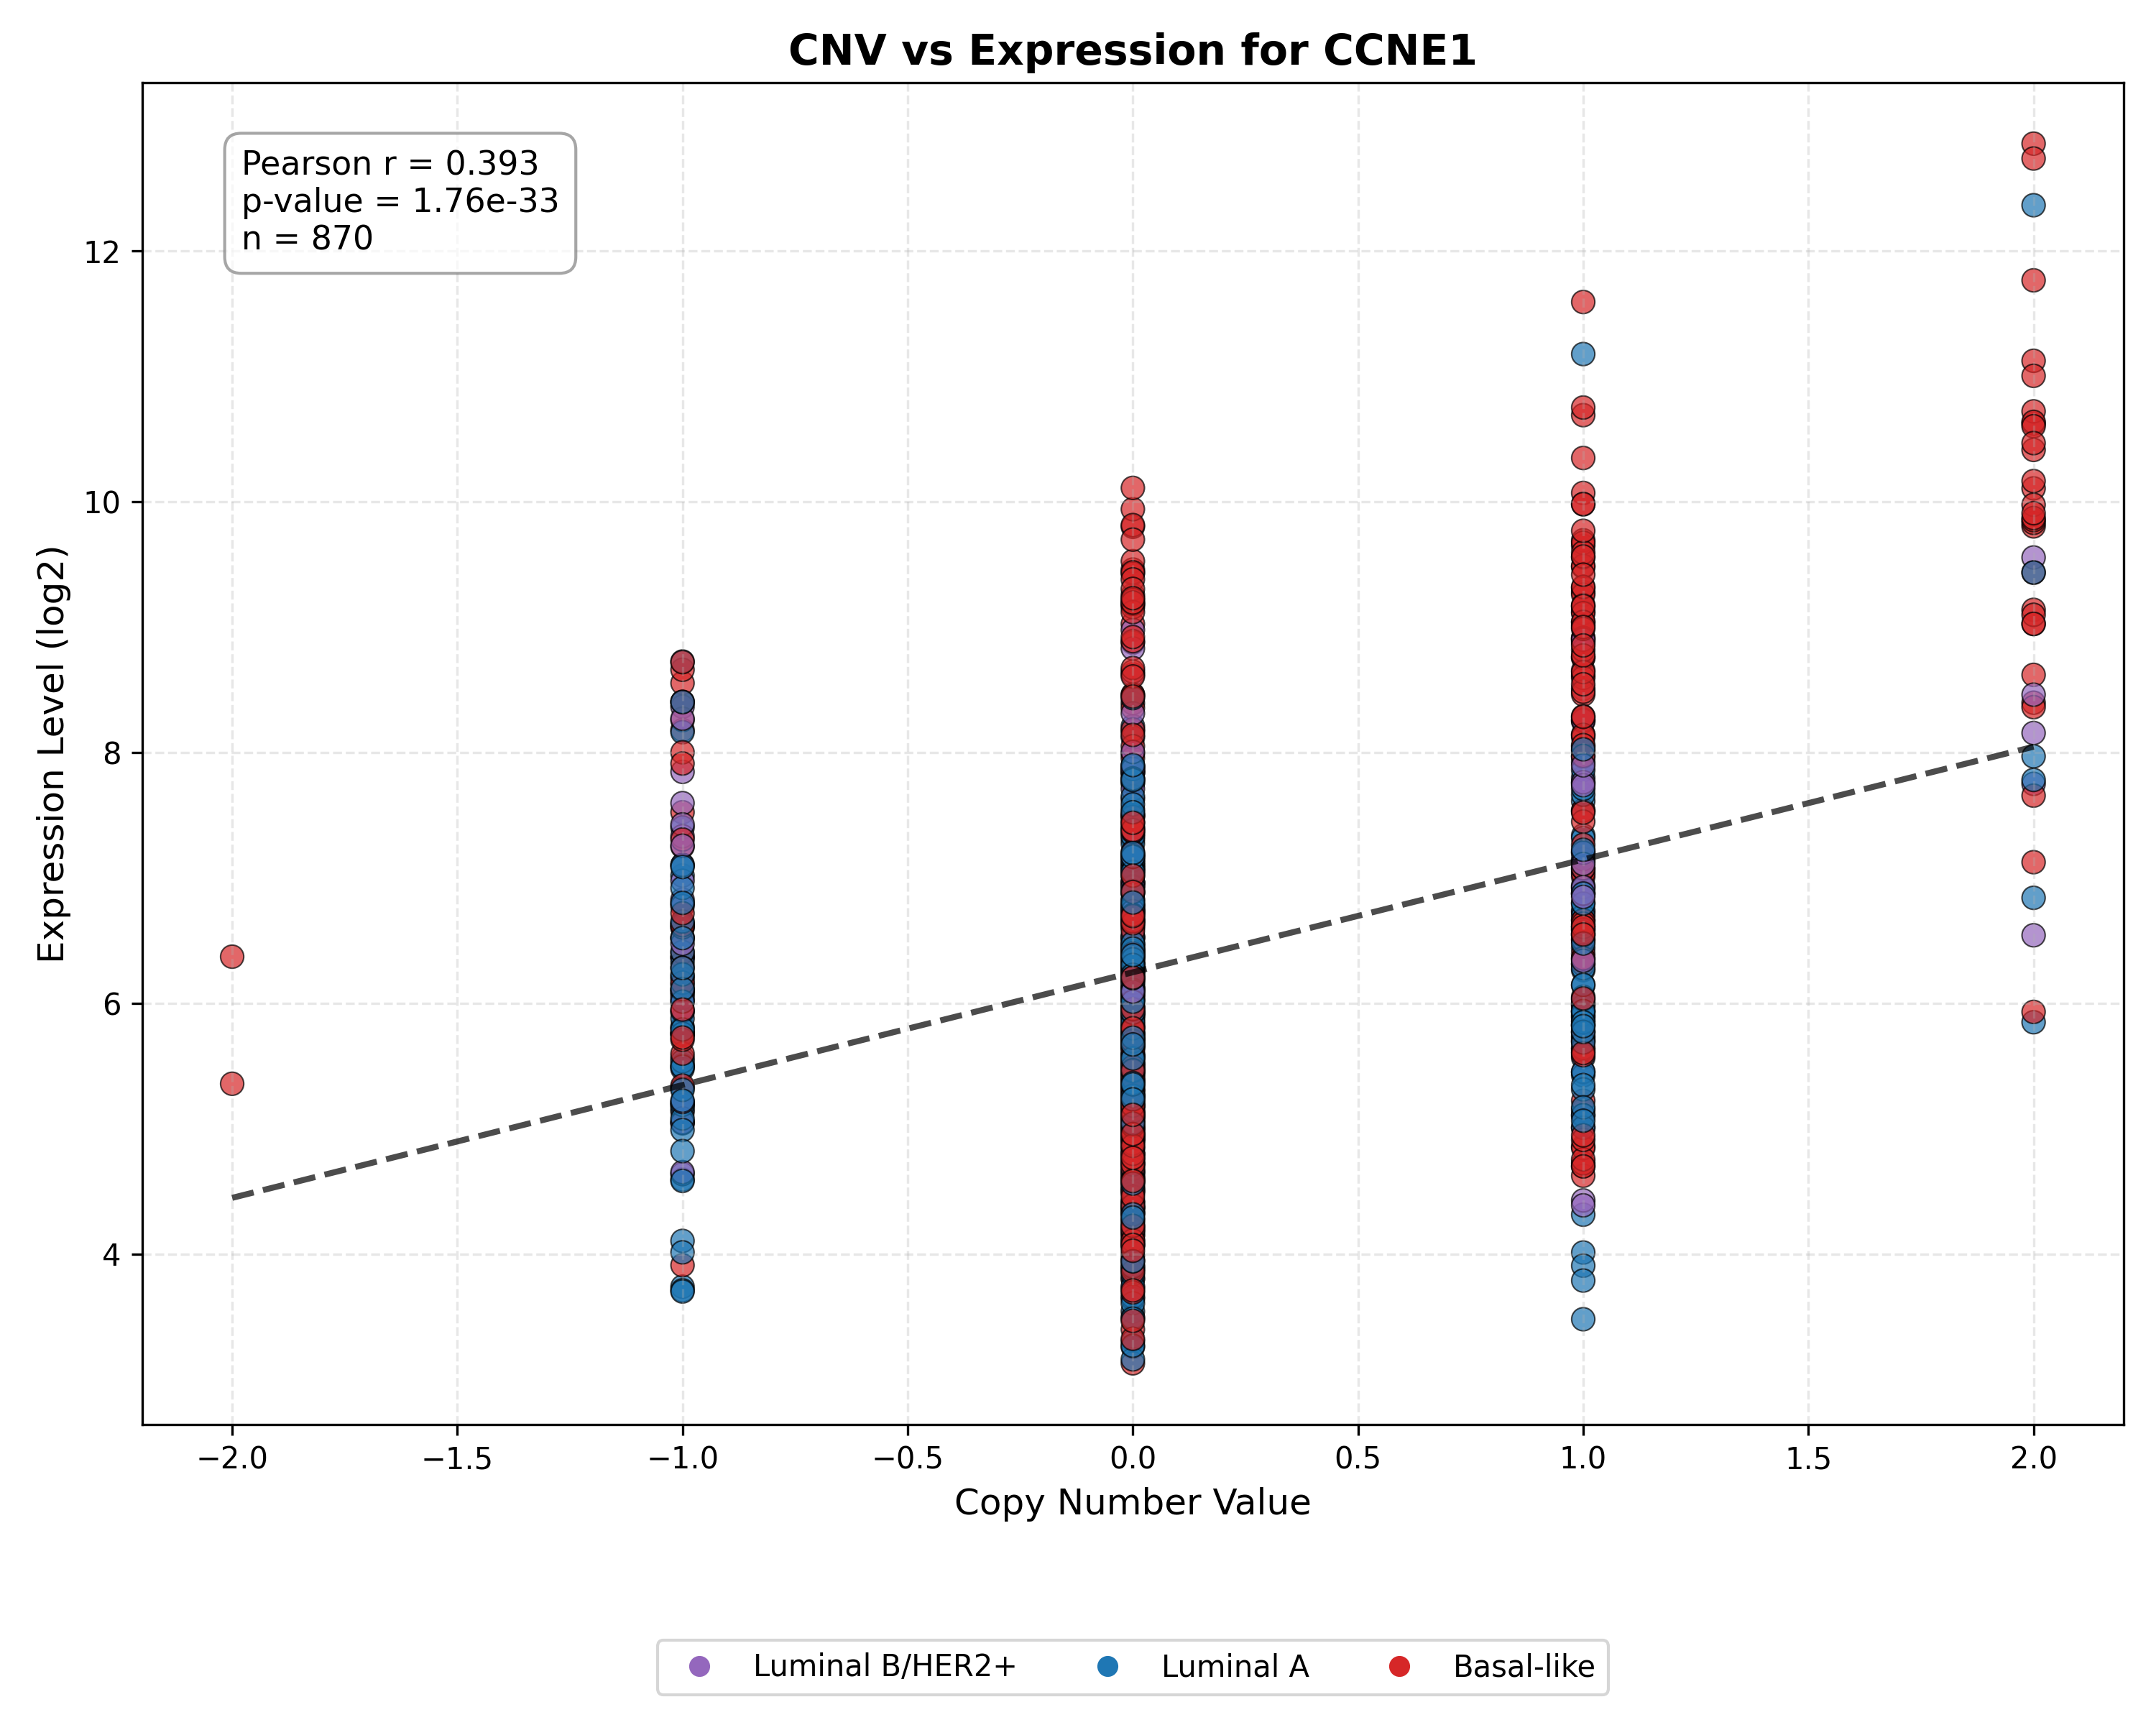 CNV vs Expression for CCNE1
Pearson r = 0.393
p-value = 1.76e-33
n = 870
Expression Level (log2)
12
10
8
6
4
−2.0 −1.5 −1.0 −0.5 0.0 0.5 1.0 1.5 2.0
Copy Number Value
Luminal B/HER2+ Luminal A Basal-like